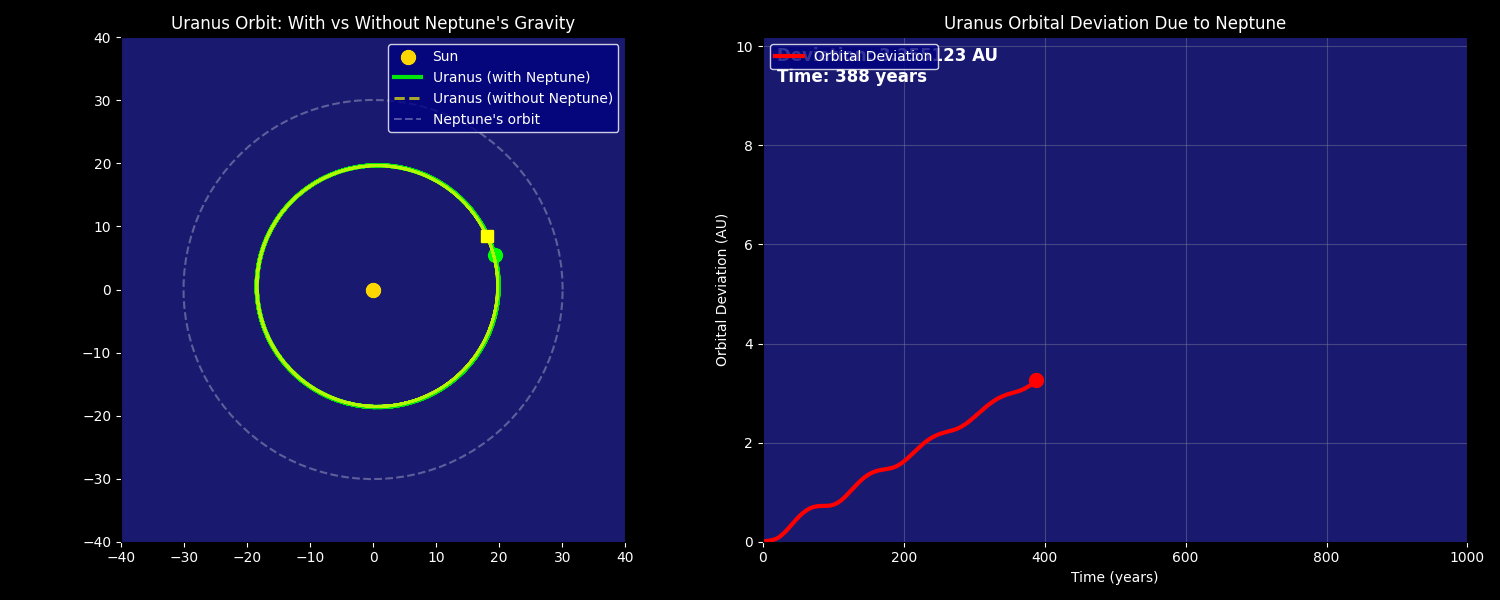 Uranus Orbit: With vs Without Neptune's Gravity
40
30
20
10
0
−10
−20
−30
−40
−40
−30
−20
−10
0
10
20
30
40
Sun
Uranus (with Neptune)
Uranus (without Neptune)
Neptune's orbit
Uranus Orbital Deviation Due to Neptune
Orbital Deviation (AU)
10
8
6
4
2
0
0
200
400
600
800
1000
Time (years)
Orbital Deviation
AU
Time: 388 years